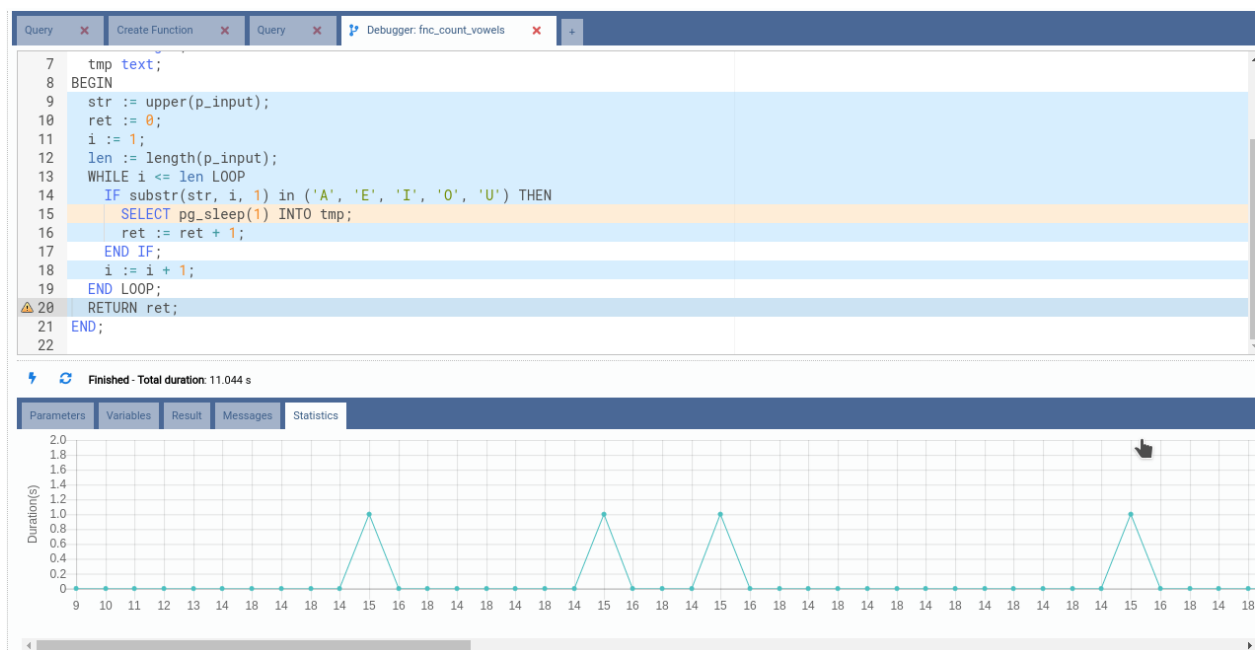 Query Create Function Query Debugger: fnc_count_vowels +
7 tmp text;
8 BEGIN
9 str := upper(p_input);
10 ret := 0;
11 i := 1;
12 len := length(p_input);
13 WHILE i <= len LOOP
14 IF substr(str, i, 1) in ('A', 'E', 'I', 'O', 'U') THEN
15 SELECT pg_sleep(1) INTO tmp;
16 ret := ret + 1;
17 END IF;
18 i := i + 1;
19 END LOOP;
20 RETURN ret;
21 END;
22
Finished - Total duration: 11.044 s
Parameters Variables Result Messages Statistics
Duration(s)
2.0
1.8
1.6
1.4
1.2
1.0
0.8
0.6
0.4
0.2
0
9 10 11 12 13 14 18 14 18 14 15 16 18 14 18 14 18 14 15 16 18 14 15 16 18 14 18 14 18 14 18 14 18 14 18 14 15 16 18 14 18